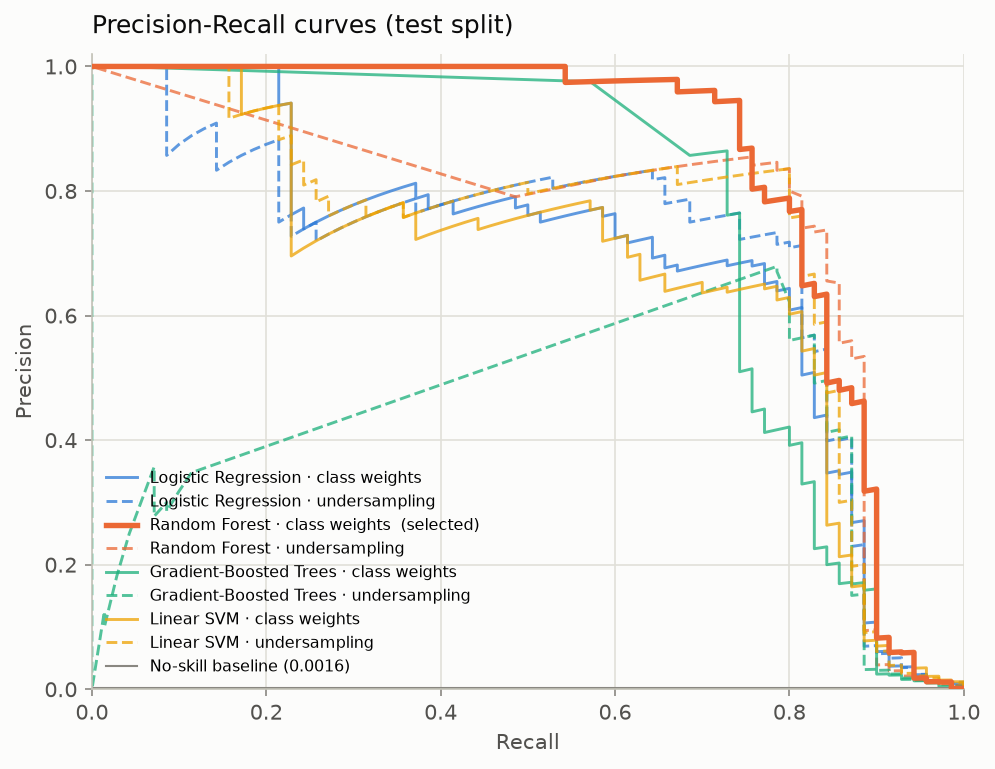 Precision-Recall curves (test split)
1.0
0.8
0.6
0.4
0.2
0.0
Precision
Logistic Regression · class weights
Logistic Regression · undersampling
Random Forest · class weights  (selected)
Random Forest · undersampling
Gradient-Boosted Trees · class weights
Gradient-Boosted Trees · undersampling
Linear SVM · class weights
Linear SVM · undersampling
No-skill baseline (0.0016)
0.0 0.2 0.4 0.6 0.8 1.0
Recall